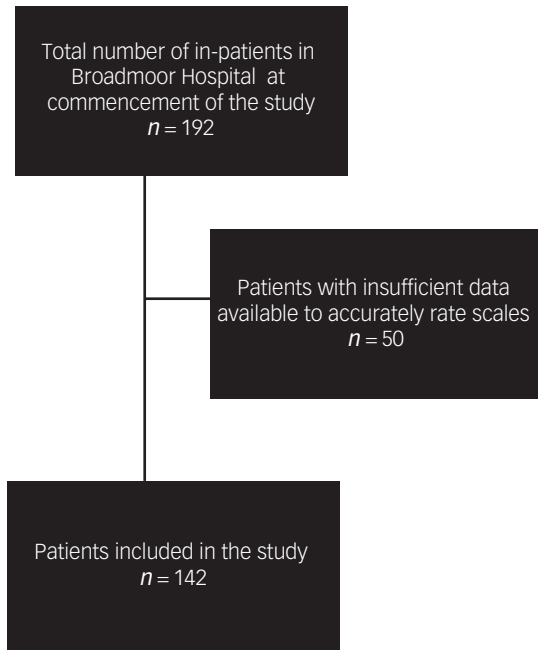 Total number of in-patients in
Broadmoor Hospital at
commencement of the study
n = 192
Patients with insufficient data
available to accurately rate scales
n = 50
Patients included in the study
n = 142